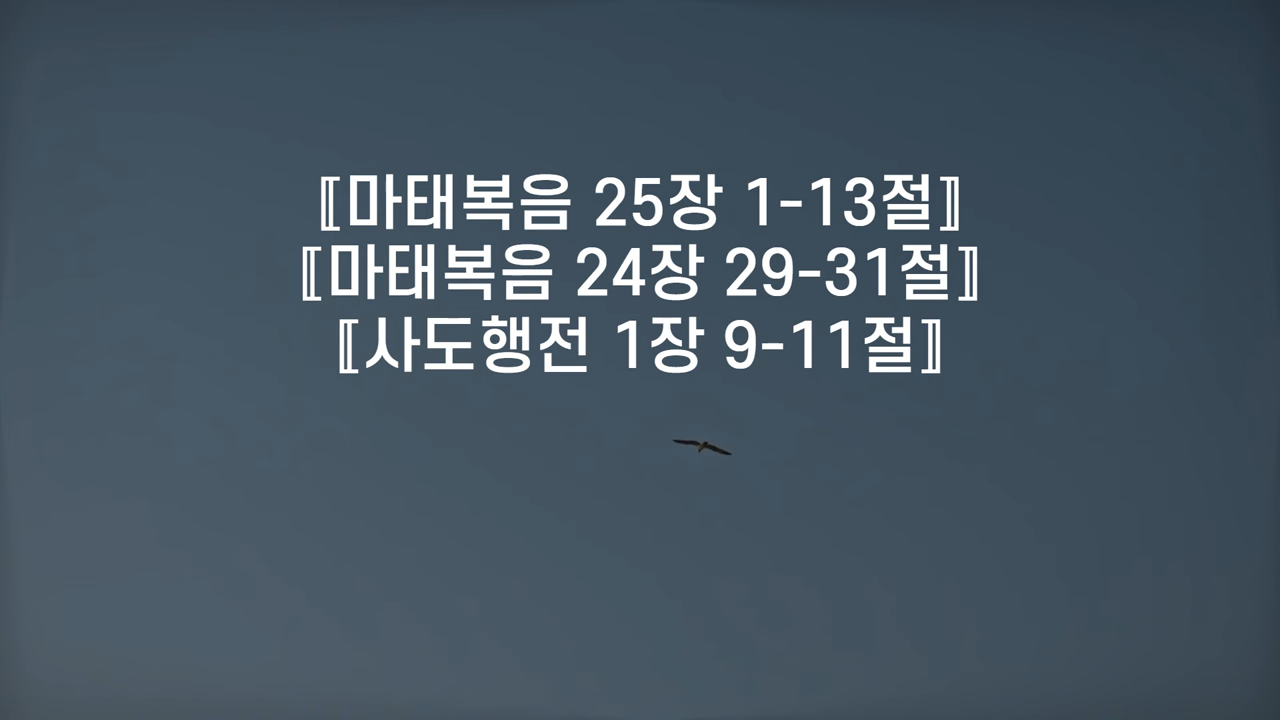 ⟦마태복음 25장 1-13절⟧
⟦마태복음 24장 29-31절⟧
⟦사도행전 1장 9-11절⟧